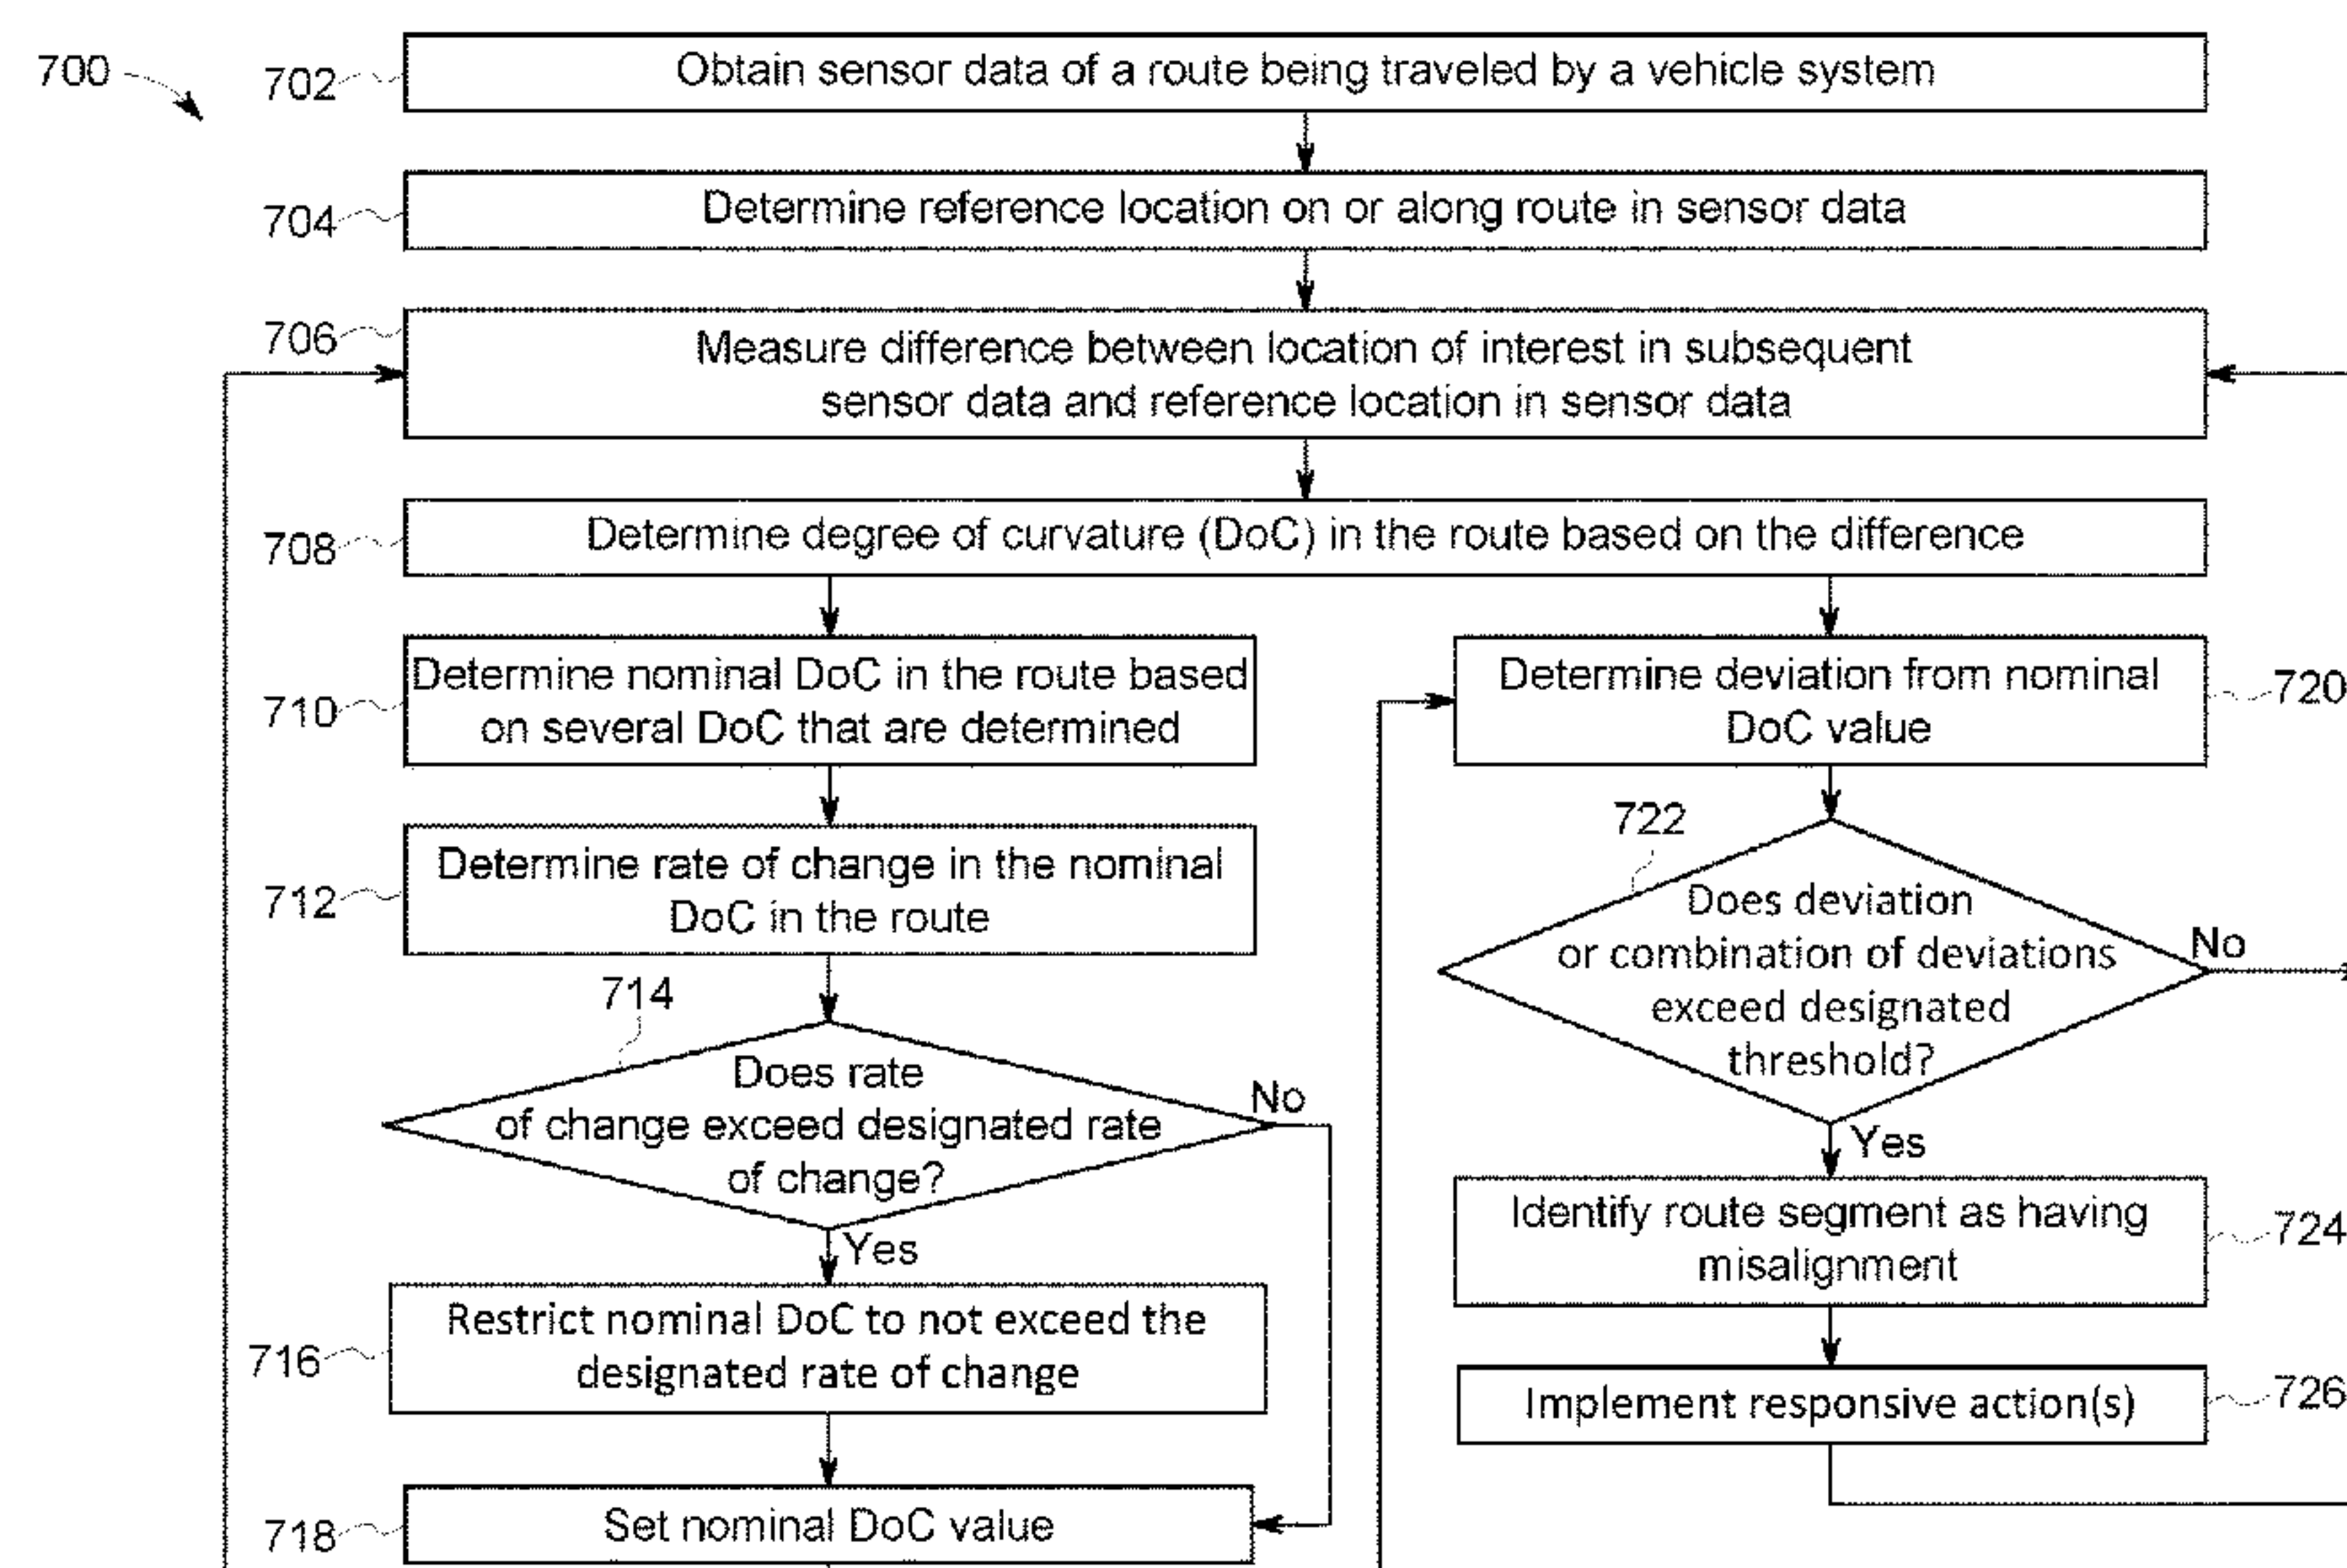 700
702
Obtain sensor data of a route being traveled by a vehicle system
704
Determine reference location on or along route in sensor data
706
Measure difference between location of interest in subsequent
sensor data and reference location in sensor data
708
Determine degree of curvature (DoC) in the route based on the difference
710
Determine nominal DoC in the route based
on several DoC that are determined
712
Determine rate of change in the nominal
DoC in the route
714
Does rate
of change exceed designated rate
of change?
No
Yes
716
Restrict nominal DoC to not exceed the
designated rate of change
718
Set nominal DoC value
Determine deviation from nominal
DoC value
720
722
Does deviation
or combination of deviations
exceed designated
threshold?
No
Yes
Identify route segment as having
misalignment
724
Implement responsive action(s)
726